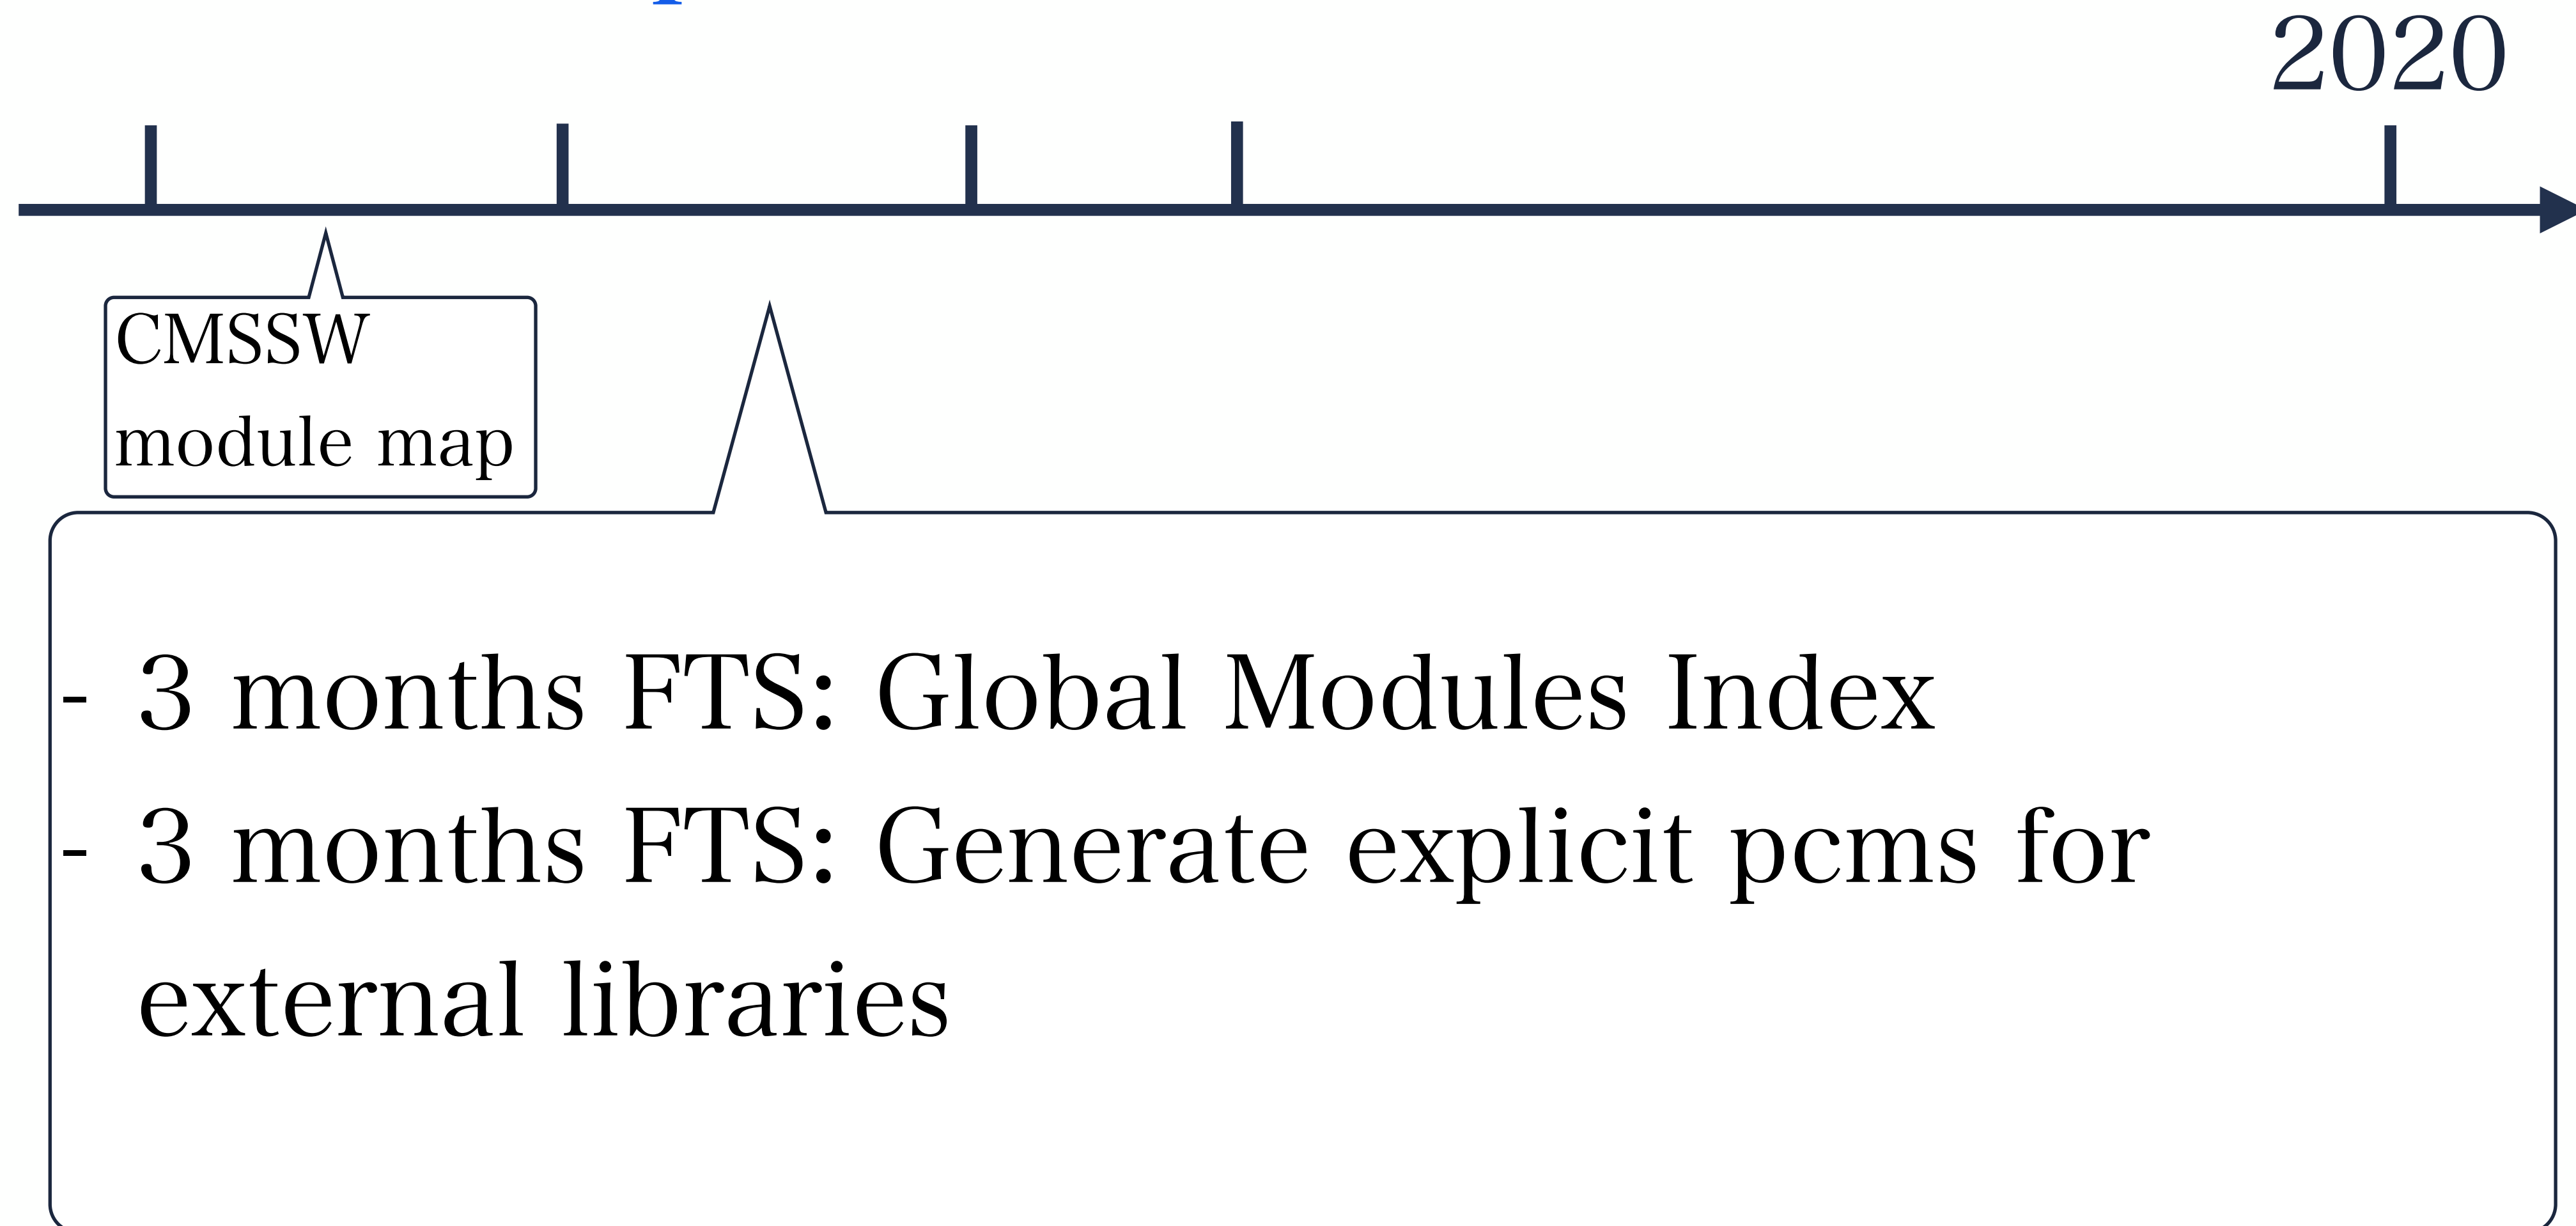 2020
CMSSW
module map
- 3 months FTS: Global Modules Index
- 3 months FTS: Generate explicit pcms for
external libraries